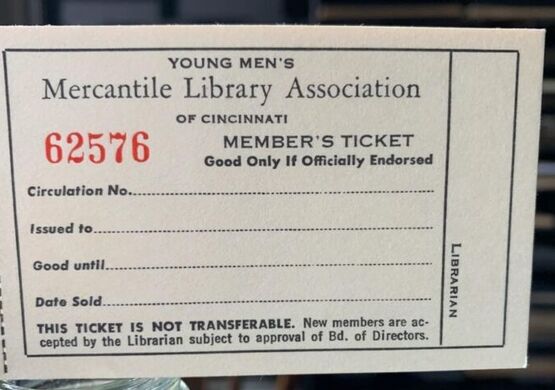 YOUNG MEN'S
Mercantile Library Association
OF CINCINNATI
62576
MEMBER'S TICKET
Good Only If Officially Endorsed
Circulation No.
Issued to
Good until
Date Sold
THIS TICKET IS NOT TRANSFERABLE. New members are ac-
cepted by the Librarian subject to approval of Bd. of Directors.
LIBRARIAN